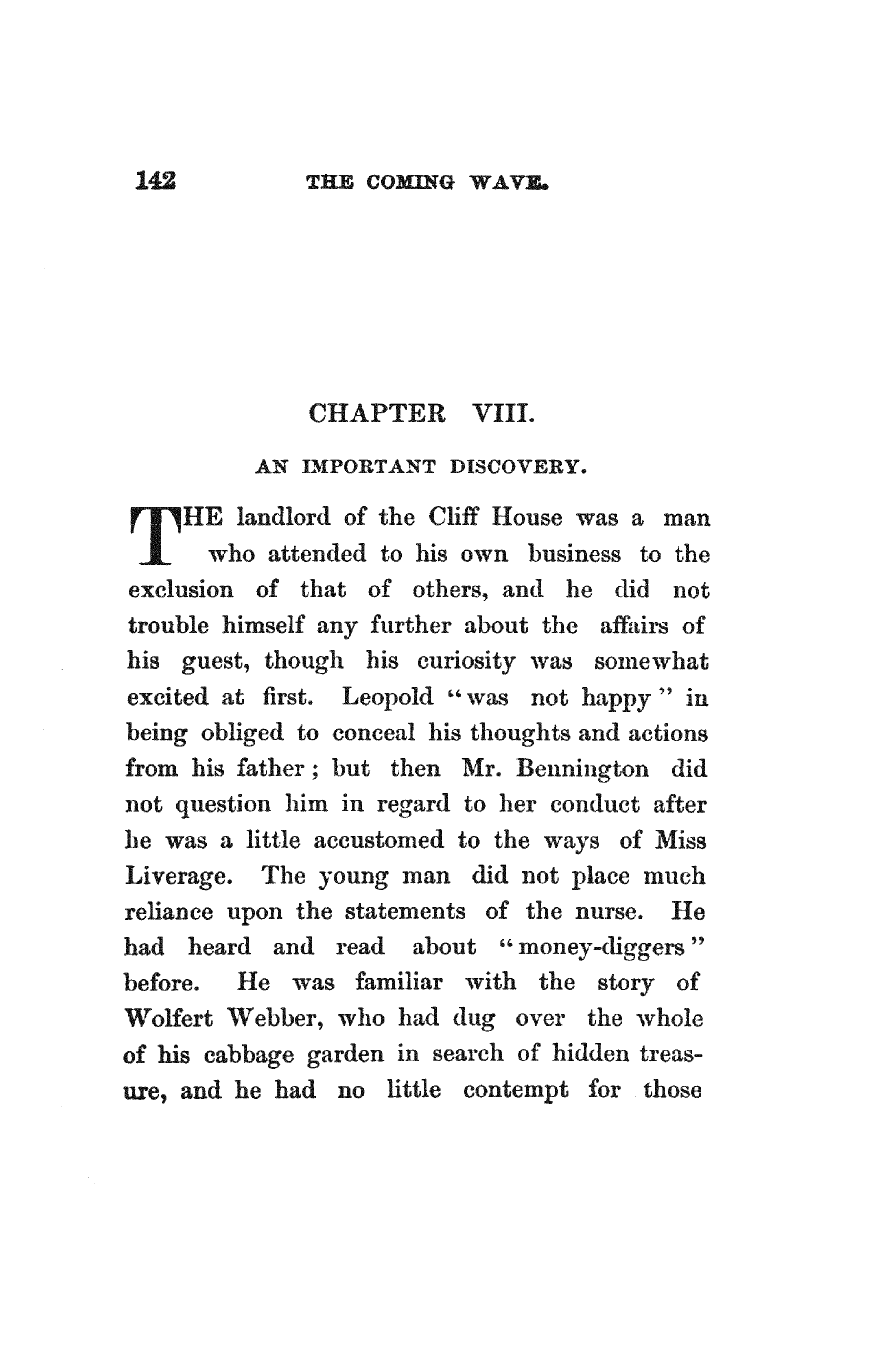 142 THE COMING WAVE.
CHAPTER VIII.
AN IMPORTANT DISCOVERY.
THE landlord of the Cliff House was a man
who attended to his own business to the
exclusion of that of others, and he did not
trouble himself any further about the affairs of
his guest, though his curiosity was somewhat
excited at first. Leopold “was not happy” in
being obliged to conceal his thoughts and actions
from his father; but then Mr. Bennington did
not question him in regard to her conduct after
he was a little accustomed to the ways of Miss
Liverage. The young man did not place much
reliance upon the statements of the nurse. He
had heard and read about “money-diggers”
before. He was familiar with the story of
Wolfert Webber, who had dug over the whole
of his cabbage garden in search of hidden treas-
ure, and he had no little contempt for those